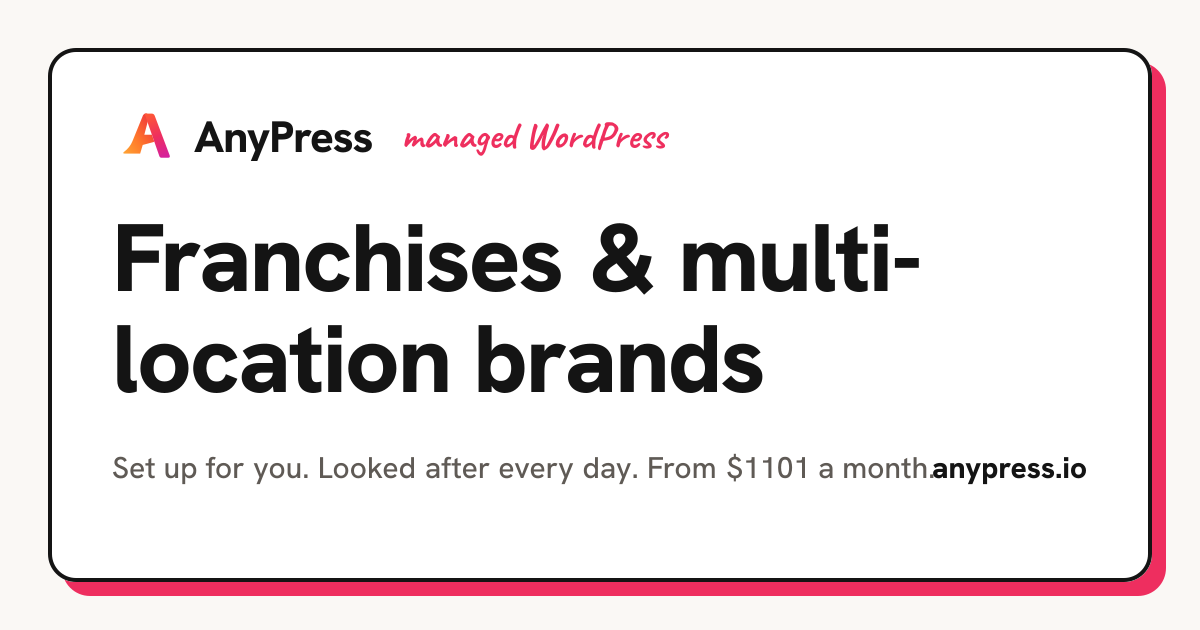 AnyPress managed WordPress
Franchises & multi-
location brands
Set up for you. Looked after every day. From $1101 a month. anypress.io